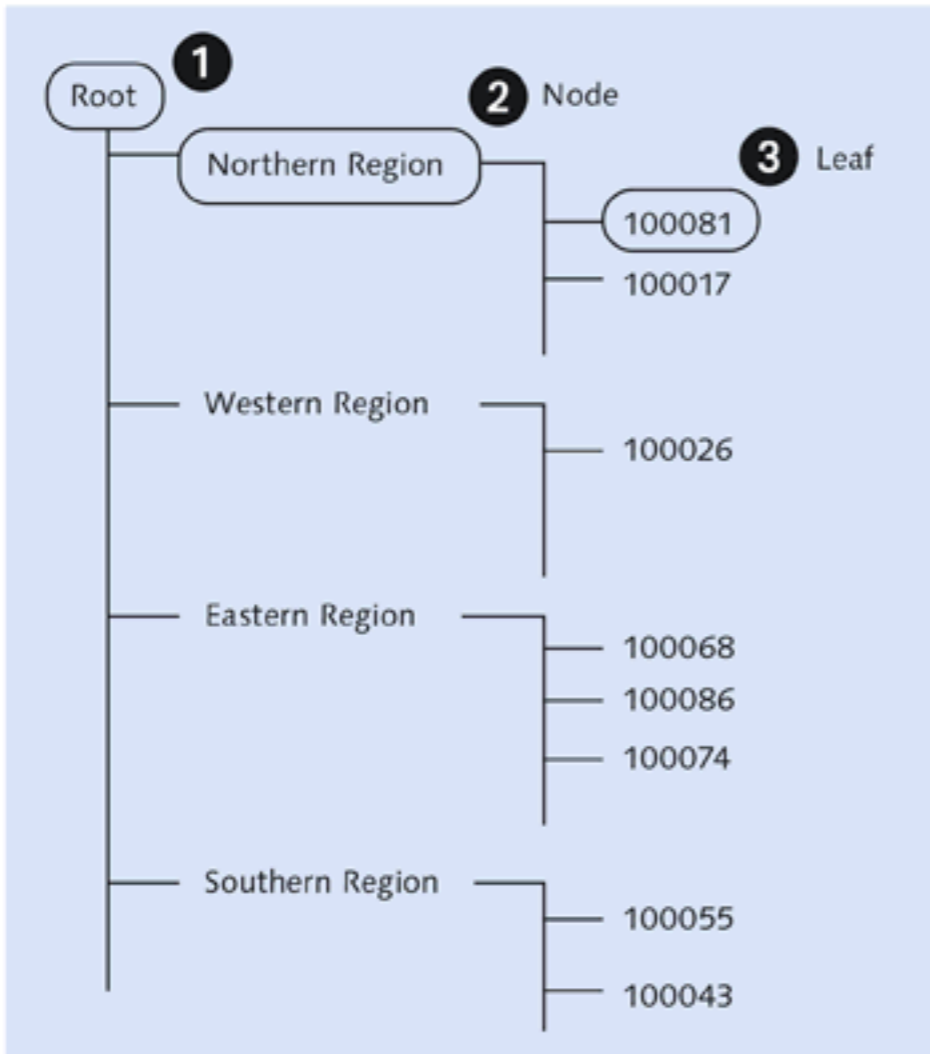 1
Root
2 Node
Northern Region
3 Leaf
100081
100017
Western Region
100026
Eastern Region
100068
100086
100074
Southern Region
100055
100043